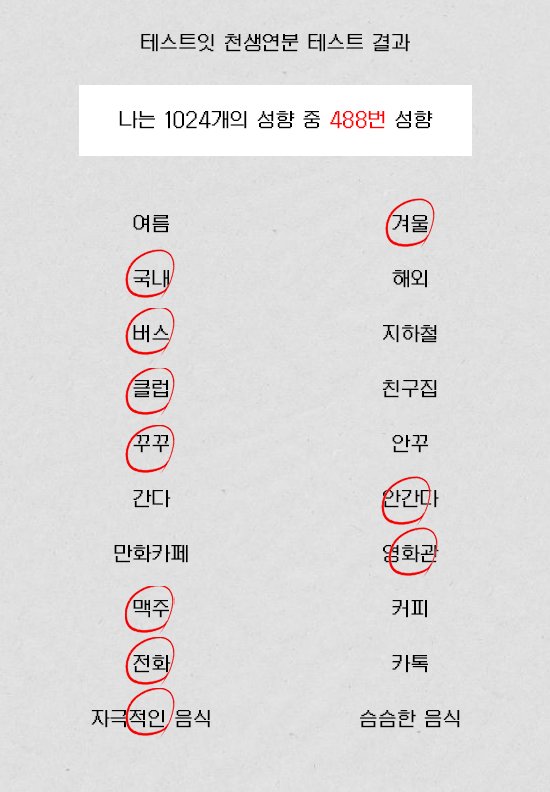 테스트잇 천생연분 테스트 결과
나는 1024개의 성향 중 488번 성향
여름 겨울
국내 해외
버스 지하철
클럽 친구집
꾸꾸 안꾸
간다 안간다
만화카페 영화관
맥주 커피
전화 카톡
자극적인 음식 슴슴한 음식